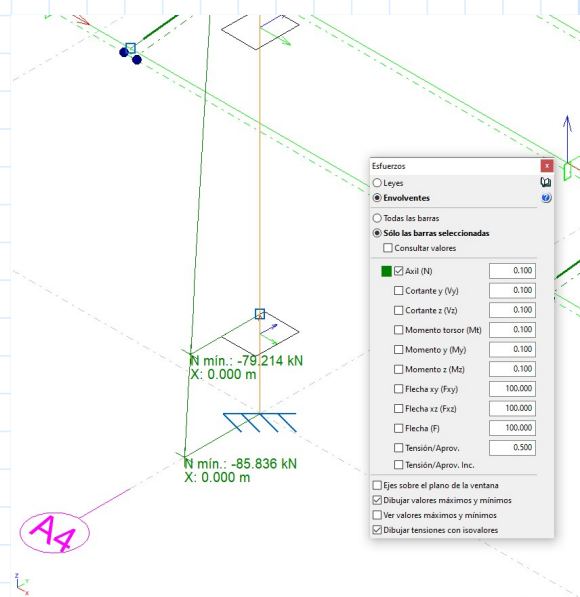 Esfuerzos
x
Leyes
Envolventes
Todas las barras
Sólo las barras seleccionadas
Consultar valores
Axil (N) 0.100
Cortante y (Vy) 0.100
Cortante z (Vz) 0.100
Momento torsor (Mt) 0.100
Momento y (My) 0.100
Momento z (Mz) 0.100
Flecha xy (Fxy) 100.000
Flecha xz (Fxz) 100.000
Flecha (F) 100.000
Tensión/Aprov. 0.500
Tensión/Aprov. Inc.
Ejes sobre el plano de la ventana
Dibujar valores máximos y mínimos
Ver valores máximos y mínimos
Dibujar tensiones con isovalores
N mín.: -79.214 kN
X: 0.000 m
N mín.: -85.836 kN
X: 0.000 m
A4
Z
Y
X